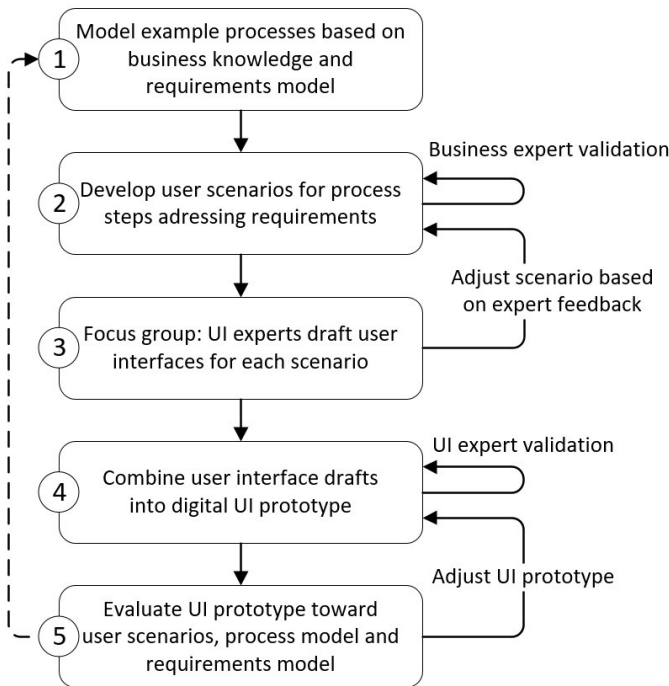 Model example processes based on
1
business knowledge and
requirements model
Business expert validation
Develop user scenarios for process
2
steps adressing requirements
Adjust scenario based
on expert feedback
Focus group: UI experts draft user
3
interfaces for each scenario
UI expert validation
Combine user interface drafts
4
into digital UI prototype
Adjust UI prototype
Evaluate UI prototype toward
5
user scenarios, process model and
requirements model